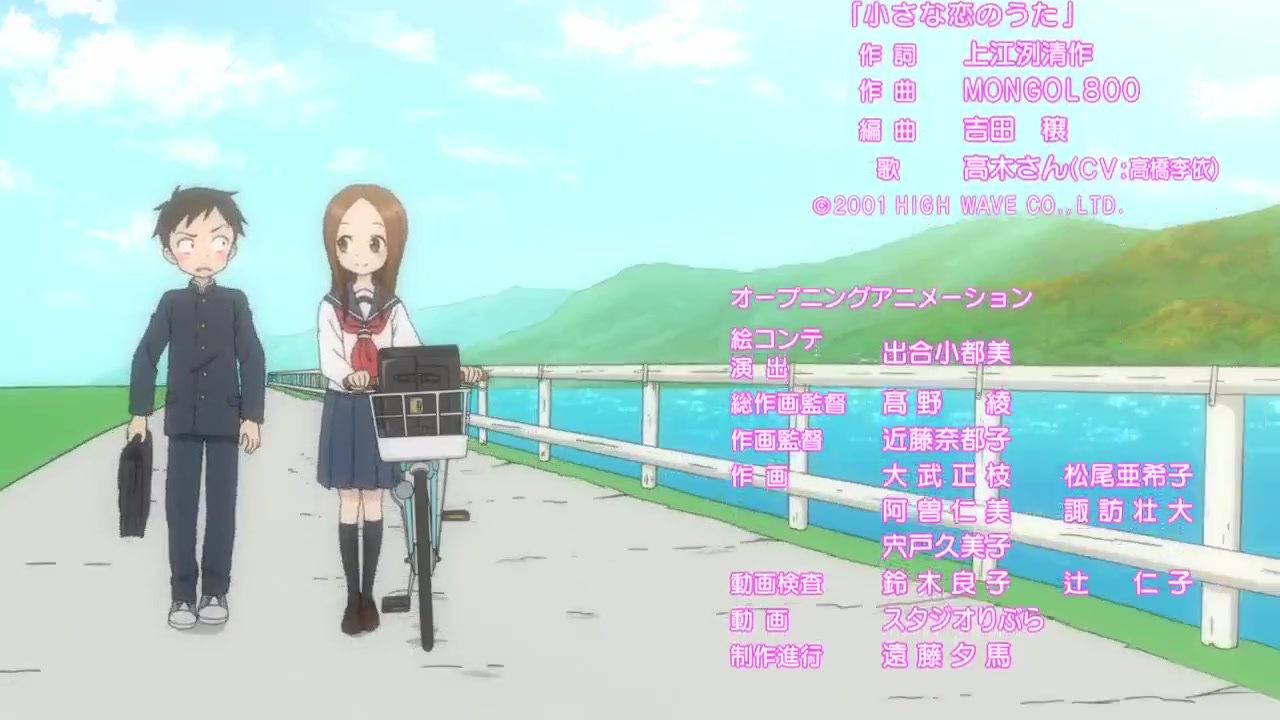 「小さな恋のうた」
作 詞 上江洌清作
作 曲 MONGOL800
編 曲 吉田 穣
歌 高木さん(CV:高橋李依)
©2001 HIGH WAVE CO.,LTD.
オープニングアニメーション
絵コンテ
演 出 出合小都美
総作画監督 髙 野 綾
作画監督 近藤奈都子
作 画 大 武 正 枝 松尾亜希子
阿 曽 仁 美 諏 訪 壮 大
宍戸久美子
動画検査 鈴 木 良 子 辻 仁 子
動 画 スタジオりぷら
制作進行 遠 藤 夕 馬